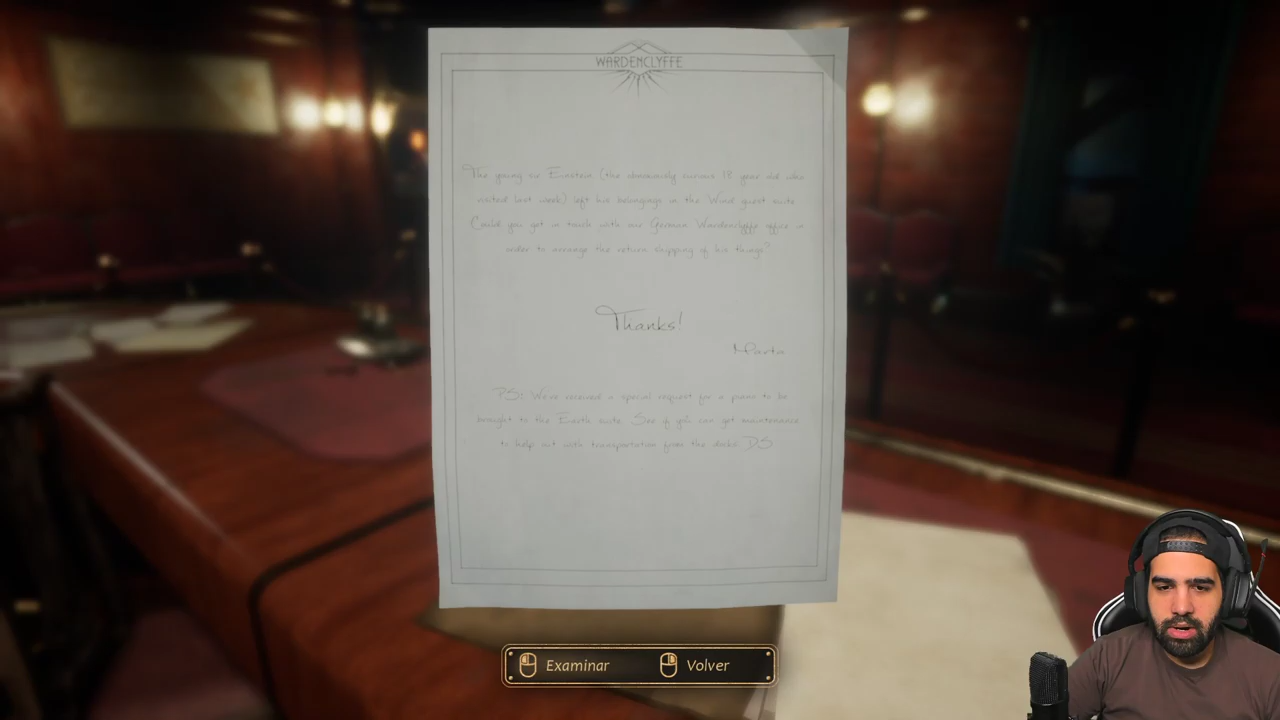 WARDENCLYFFE
The young sir Einstein (the obnoxiously curious 18 year old who
visited last week) left his belongings in the Wind guest suite
Could you get in touch with our German Wardenclyffe office in
order to arrange the return shipping of his things?
Thanks!
Marta
PS: We've received a special request for a piano to be
brought to the Earth suite. See if you can get maintenance
to help out with transportation from the docks
Examinar
Volver